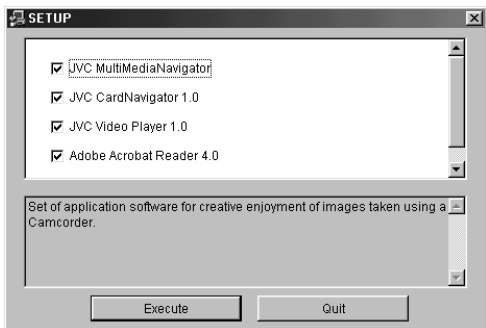 SETUP
JVC MultiMediaNavigator
JVC CardNavigator 1.0
JVC Video Player 1.0
Adobe Acrobat Reader 4.0
Set of application software for creative enjoyment of images taken using a
Camcorder.
Execute Quit